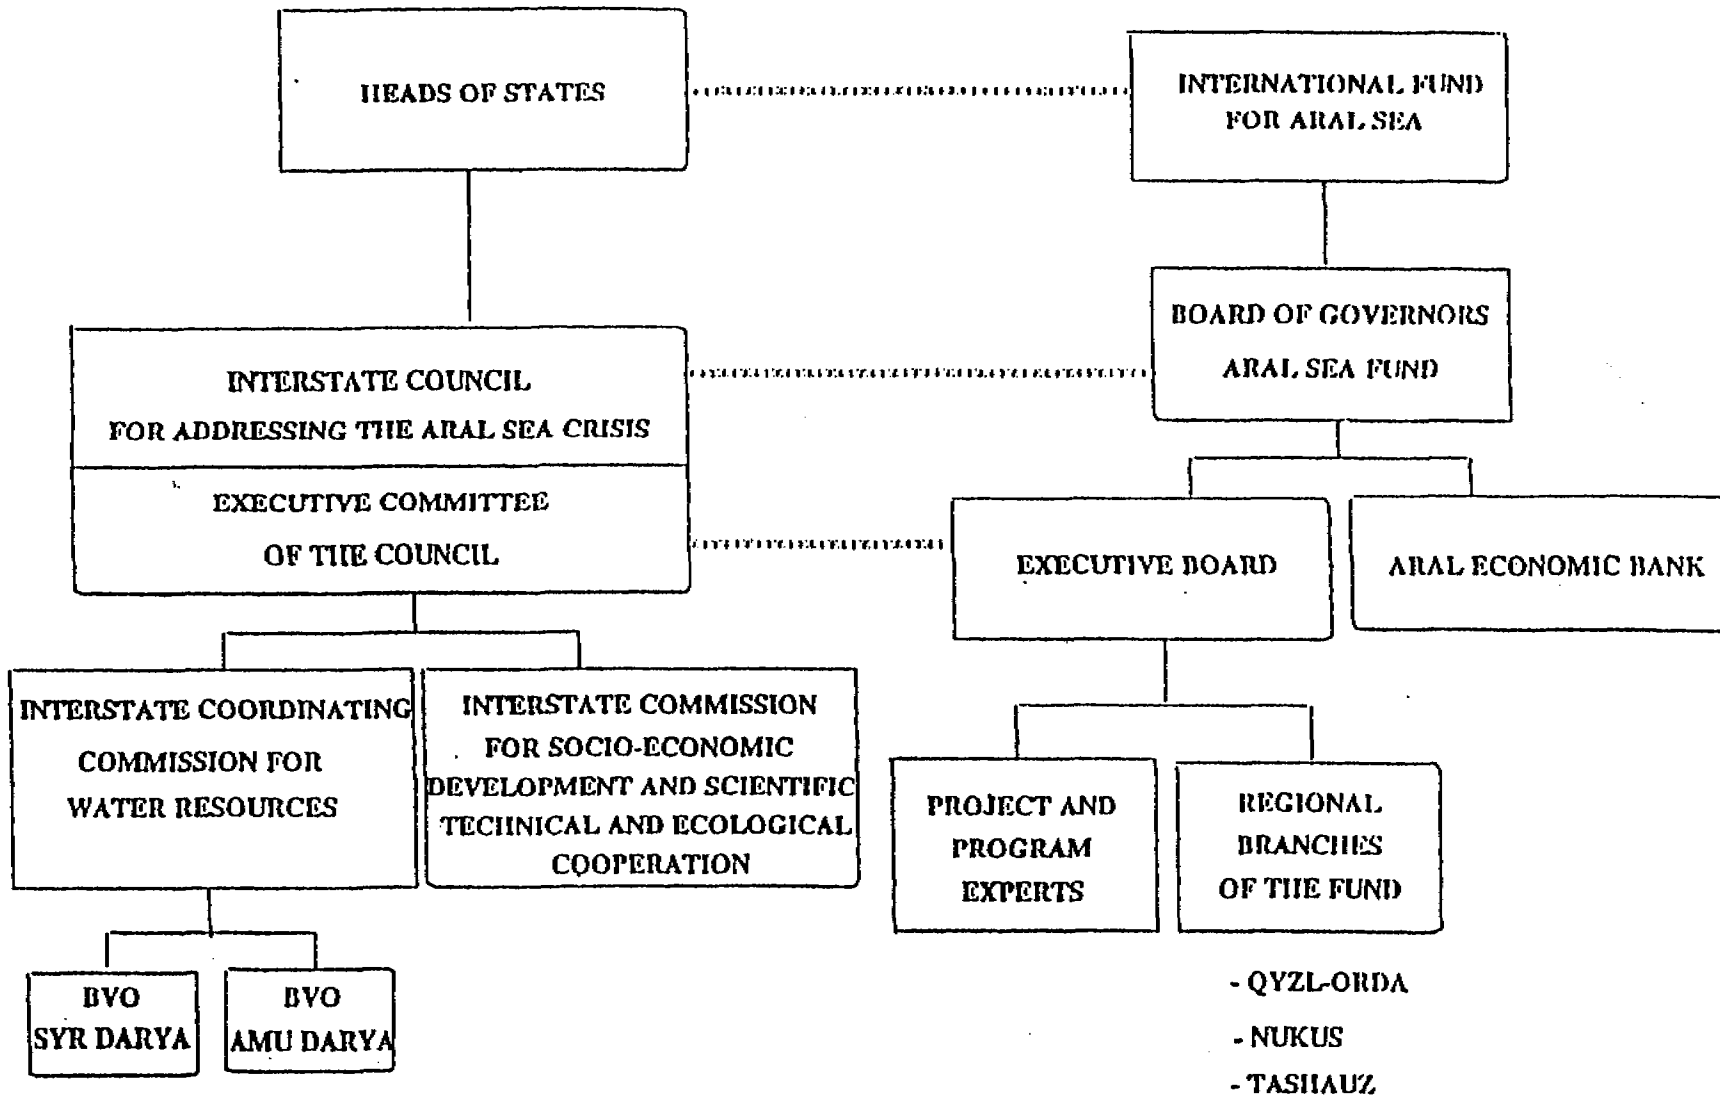 HEADS OF STATES
INTERNATIONAL FUND
FOR ARAL SEA
INTERSTATE COUNCIL
FOR ADDRESSING THE ARAL SEA CRISIS
EXECUTIVE COMMITTEE
OF THE COUNCIL
BOARD OF GOVERNORS
ARAL SEA FUND
EXECUTIVE BOARD
ARAL ECONOMIC BANK
INTERSTATE COORDINATING
COMMISSION FOR
WATER RESOURCES
INTERSTATE COMMISSION
FOR SOCIO-ECONOMIC
DEVELOPMENT AND SCIENTIFIC
TECHNICAL AND ECOLOGICAL
COOPERATION
PROJECT AND
PROGRAM
EXPERTS
REGIONAL
BRANCHES
OF THE FUND
BVO
SYR DARYA
BVO
AMU DARYA
- QYZL-ORDA
- NUKUS
- TASHAUZ